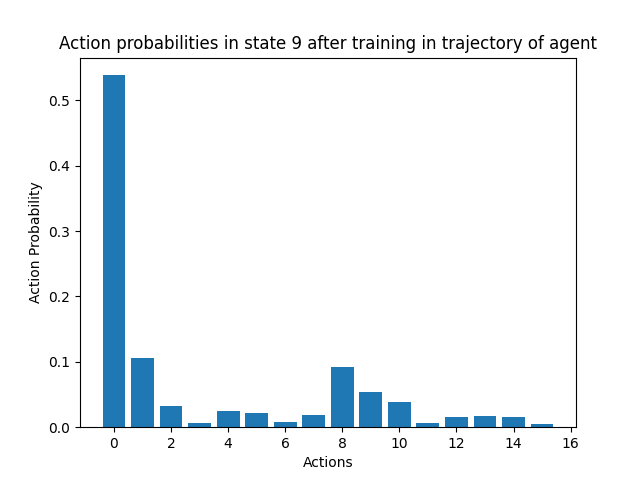 Action probabilities in state 9 after training in trajectory of agent
0.5
0.4
0.3
0.2
0.1
0.0
Action Probability
0 2 4 6 8 10 12 14 16
Actions